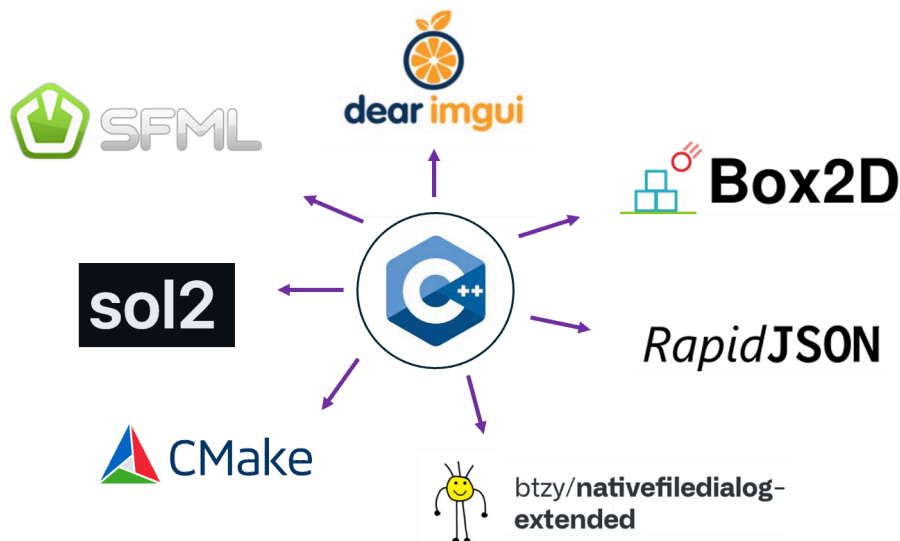 dear imgui
SFML
Box2D
C++
sol2
RapidJSON
CMake
btzy/nativefiledialog-
extended